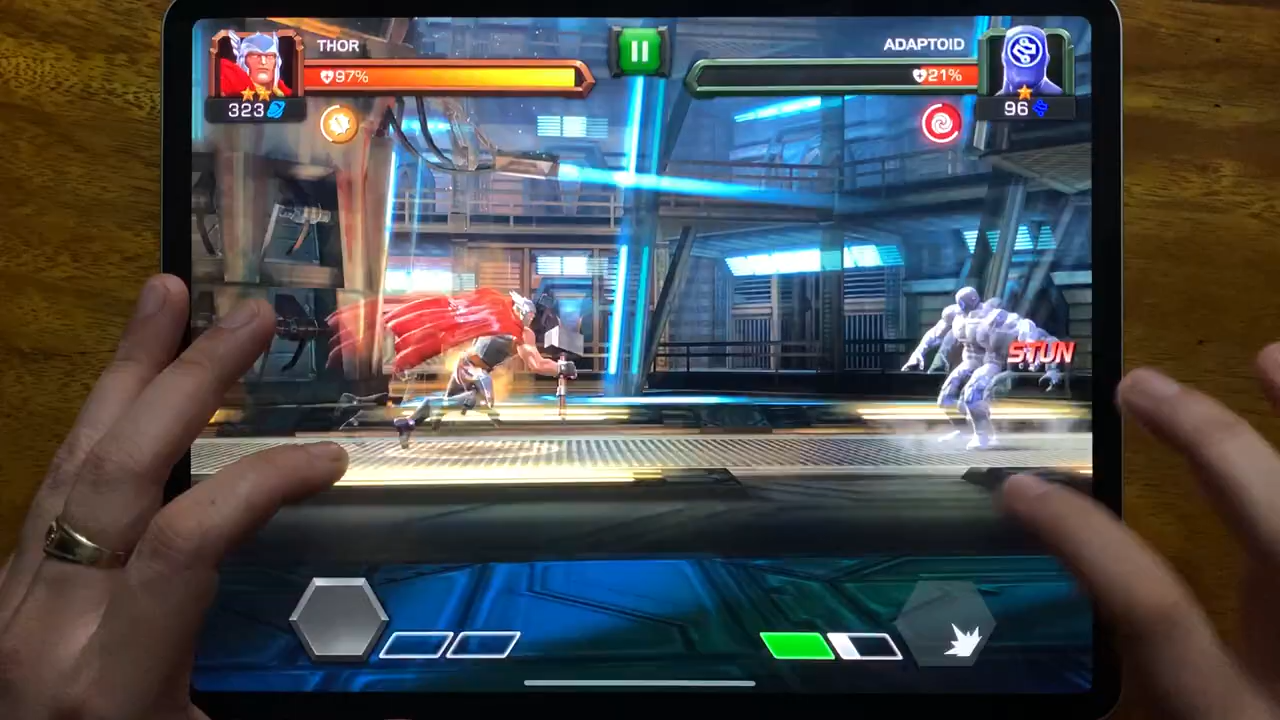 THOR
97%
323
ADAPTOID
21%
96
STUN